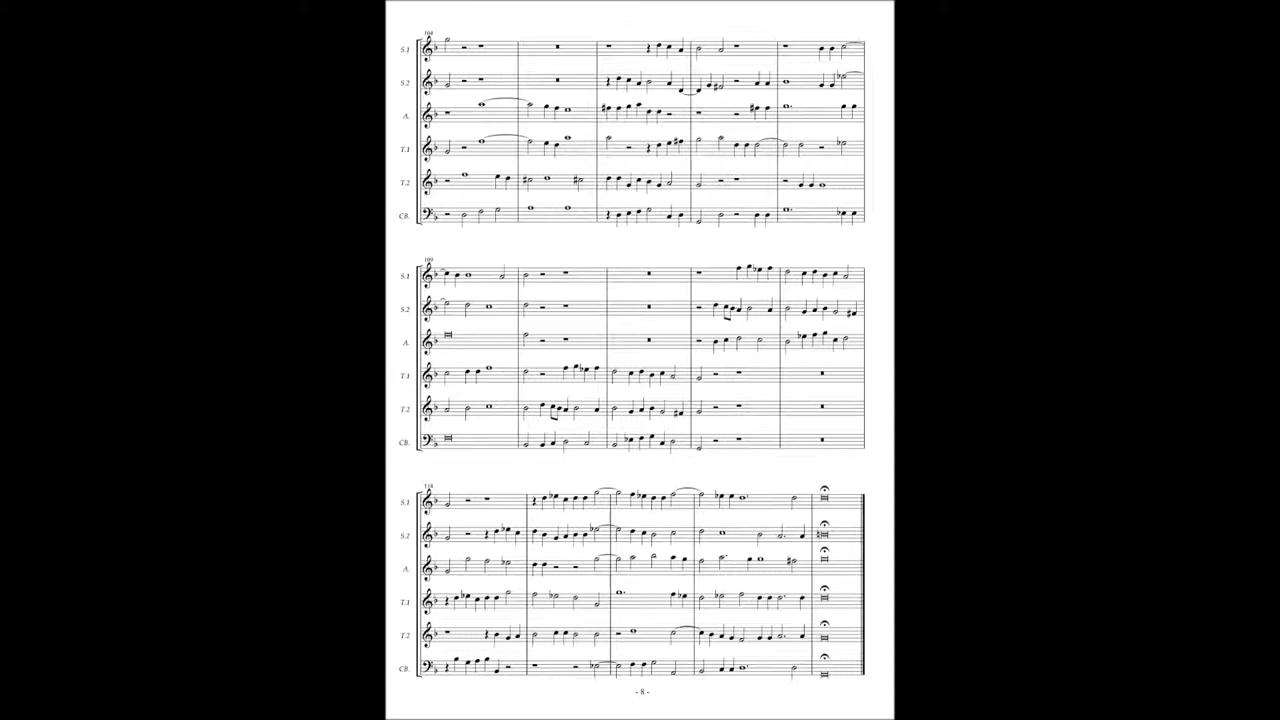 104
S.1
S.2
A.
T.1
T.2
CB.
109
S.1
S.2
A.
T.1
T.2
CB.
114
S.1
S.2
A.
T.1
T.2
CB.
- 8 -